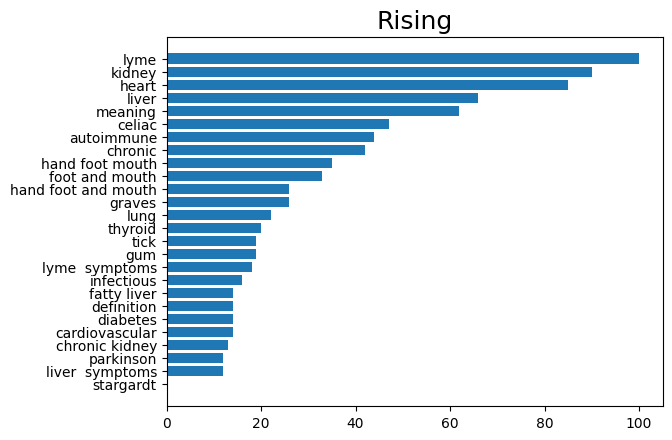 Rising
lyme
kidney
heart
liver
meaning
celiac
autoimmune
chronic
hand foot mouth
foot and mouth
hand foot and mouth
graves
lung
thyroid
tick
gum
lyme  symptoms
infectious
fatty liver
definition
diabetes
cardiovascular
chronic kidney
parkinson
liver  symptoms
stargardt
0 20 40 60 80 100